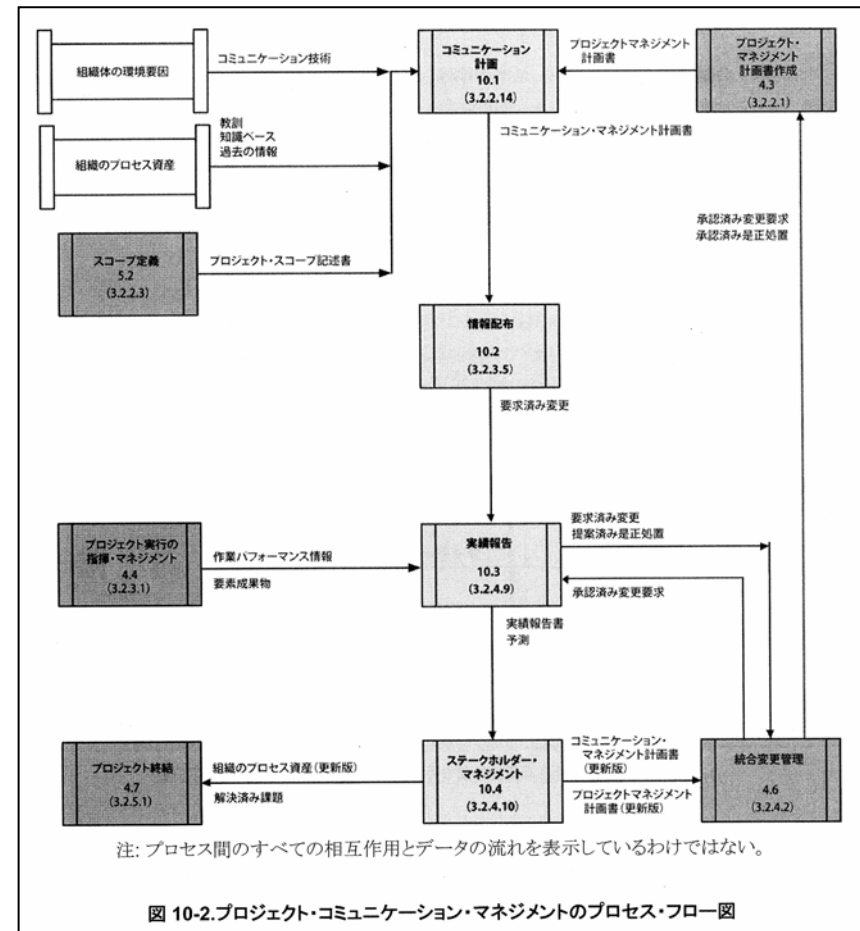 組織体の環境要因
コミュニケーション技術
コミュニケーション
計画
10.1
(3.2.2.14)
プロジェクトマネジメント
計画書
プロジェクト・
マネジメント
計画書作成
4.3
(3.2.2.1)
教訓
知識ベース
過去の情報
組織のプロセス資産
コミュニケーション・マネジメント計画書
承認済み変更要求
承認済み是正処置
スコープ定義
5.2
(3.2.2.3)
プロジェクト・スコープ記述書
情報配布
10.2
(3.2.3.5)
要求済み変更
プロジェクト実行の
指揮・マネジメント
4.4
(3.2.3.1)
作業パフォーマンス情報
要素成果物
実績報告
10.3
(3.2.4.9)
要求済み変更
提案済み是正処置
承認済み変更要求
実績報告書
予測
プロジェクト終結
4.7
(3.2.5.1)
組織のプロセス資産(更新版)
解決済み課題
ステークホルダー・
マネジメント
10.4
(3.2.4.10)
コミュニケーション・
マネジメント計画書
(更新版)
プロジェクトマネジメント
計画書(更新版)
統合変更管理
4.6
(3.2.4.2)
注: プロセス間のすべての相互作用とデータの流れを表示しているわけではない。
図 10-2.プロジェクト・コミュニケーション・マネジメントのプロセス・フロー図